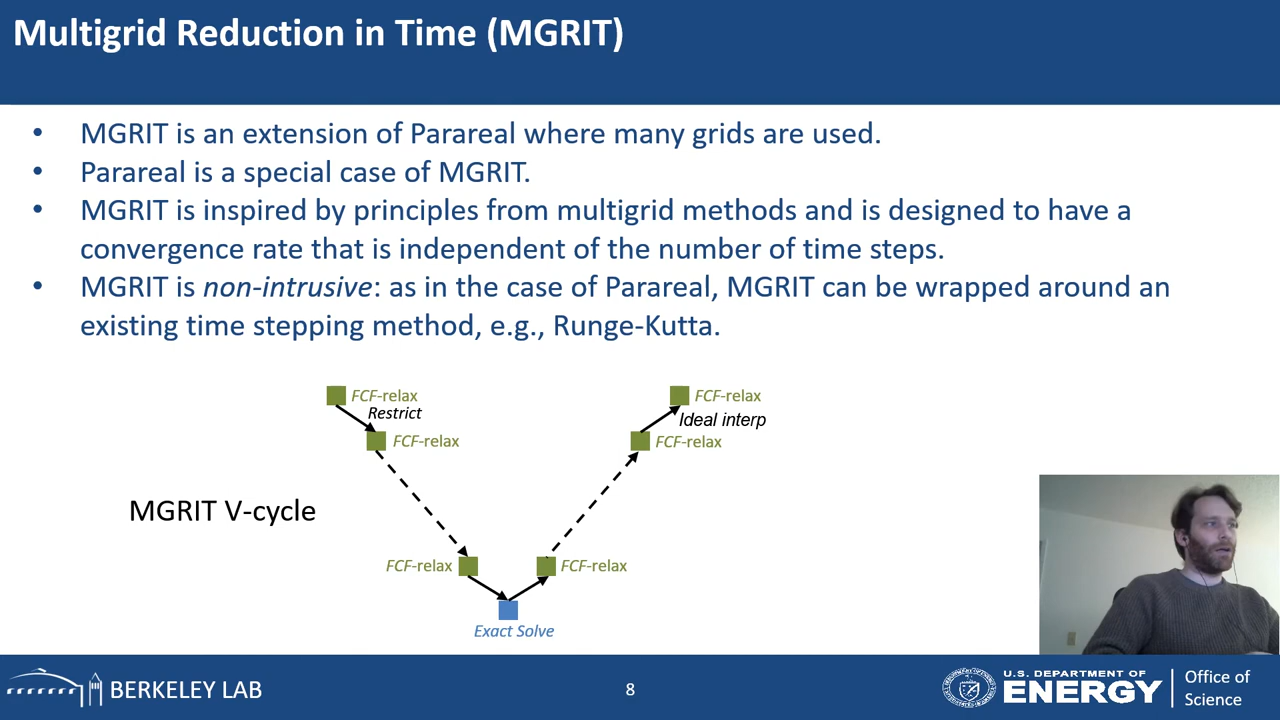 Multigrid Reduction in Time (MGRIT)
• MGRIT is an extension of Parareal where many grids are used.
• Parareal is a special case of MGRIT.
• MGRIT is inspired by principles from multigrid methods and is designed to have a
convergence rate that is independent of the number of time steps.
• MGRIT is non-intrusive: as in the case of Parareal, MGRIT can be wrapped around an
existing time stepping method, e.g., Runge-Kutta.
FCF-relax
FCF-relax
Restrict
Ideal interp
FCF-relax
FCF-relax
MGRIT V-cycle
FCF-relax
FCF-relax
Exact Solve
BERKELEY LAB
8
U.S. DEPARTMENT OF
ENERGY
Office of
Science